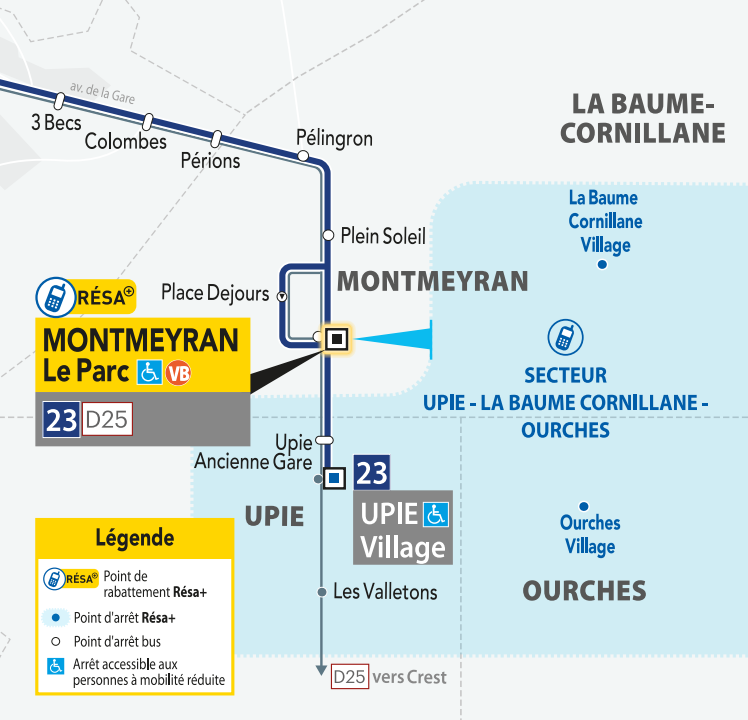 av. de la Gare
3 Becs
Colombes
Périons
Pélingron
LA BAUME-
CORNILLANE
La Baume
Cornillane
Village
Plein Soleil
MONTMEYRAN
Place Dejours
RÉSA+
MONTMEYRAN
Le Parc VB
23 D25
SECTEUR
UPIE - LA BAUME CORNILLANE -
OURCHES
Upie
Ancienne Gare
23
UPIE
UPIE
Village
Ourches
Village
OURCHES
Les Valletons
D25 vers Crest
Légende
RÉSA+ Point de
rabattement Résa+
Point d'arrêt Résa+
Point d'arrêt bus
Arrêt accessible aux
personnes à mobilité réduite